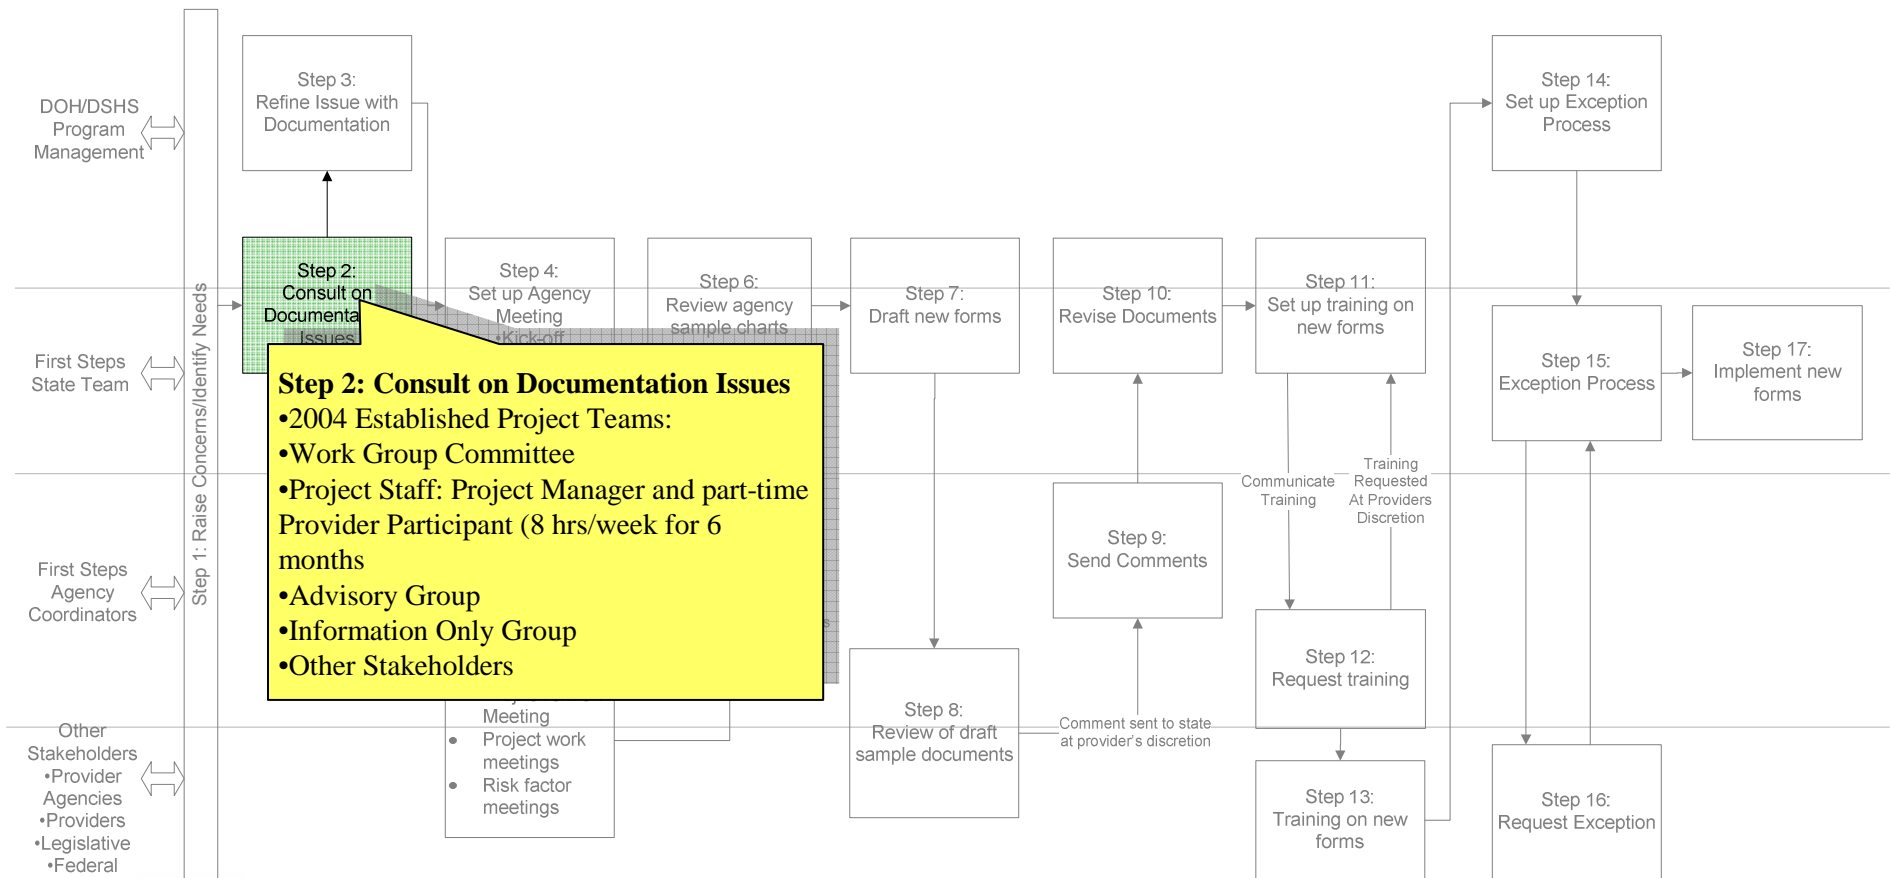 DOH/DSHS
Program
Management
First Steps
State Team
First Steps
Agency
Coordinators
Other
Stakeholders
•Provider
Agencies
•Providers
•Legislative
•Federal
Step 1: Raise Concerns/Identify Needs
Step 3:
Refine Issue with
Documentation
Step 2:
Consult on
Documenta
Issues
Step 2: Consult on Documentation Issues
•2004 Established Project Teams:
•Work Group Committee
•Project Staff: Project Manager and part-time
Provider Participant (8 hrs/week for 6
months
•Advisory Group
•Information Only Group
•Other Stakeholders
Step 4:
Set up Agency
Meeting
•Kick-off
Meeting
• Project work
meetings
• Risk factor
meetings
Step 6:
Review agency
sample charts
Step 7:
Draft new forms
Step 8:
Review of draft
sample documents
Comment sent to state
at provider's discretion
Step 9:
Send Comments
Step 10:
Revise Documents
Step 11:
Set up training on
new forms
Communicate
Training
Training
Requested
At Providers
Discretion
Step 12:
Request training
Step 13:
Training on new
forms
Step 14:
Set up Exception
Process
Step 15:
Exception Process
Step 16:
Request Exception
Step 17:
Implement new
forms